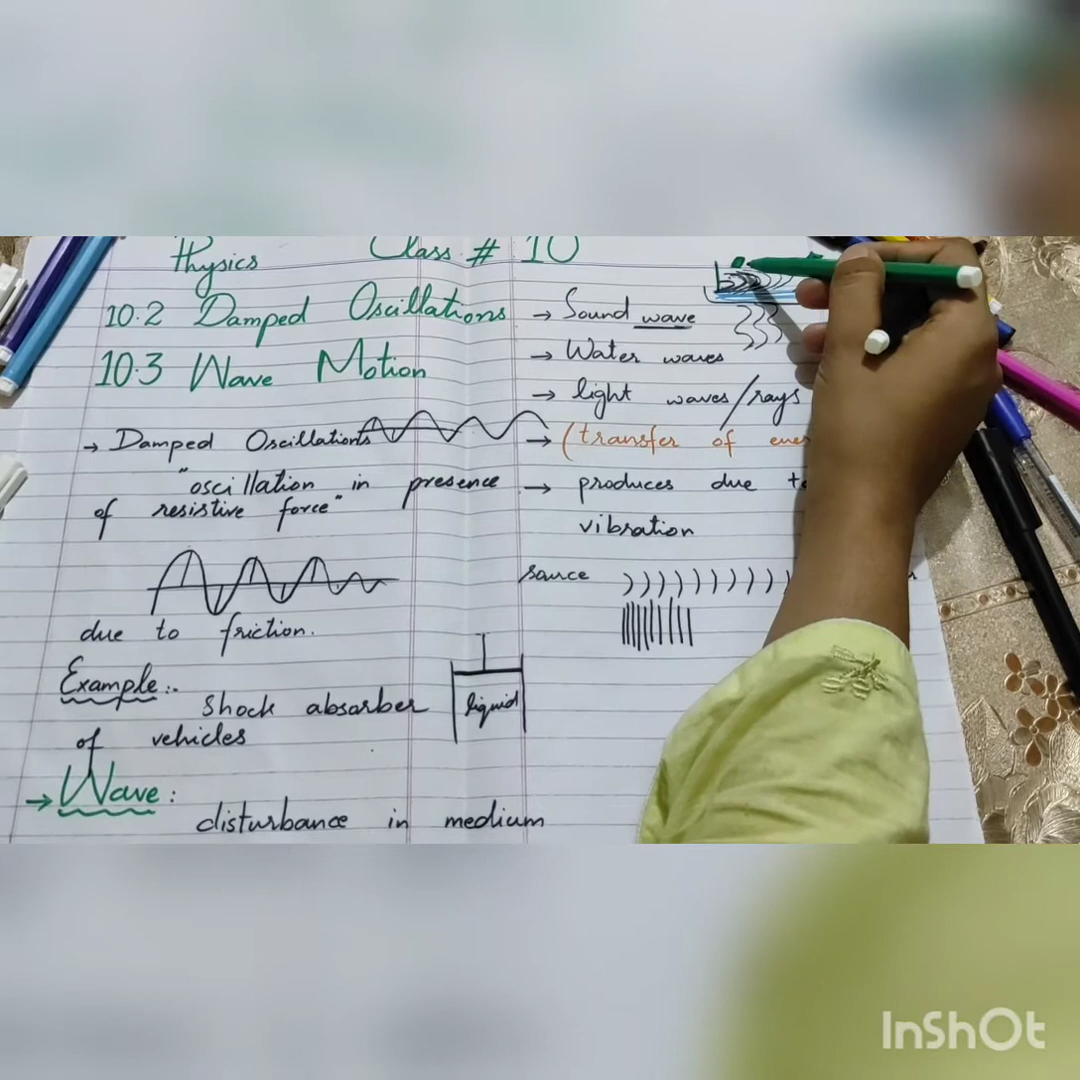 Physics Class # 10
10.2 Damped Oscillations
10.3 Wave Motion
→ Damped Oscillations
"oscillation in presence
of resistive force"
due to friction.
Example:-
Shock absorber
of vehicles
liquid
→ Wave:
disturbance in medium
→ Sound wave
→ Water waves
→ light waves/rays
→ (transfer of
→ produces due
vibration
InShOt